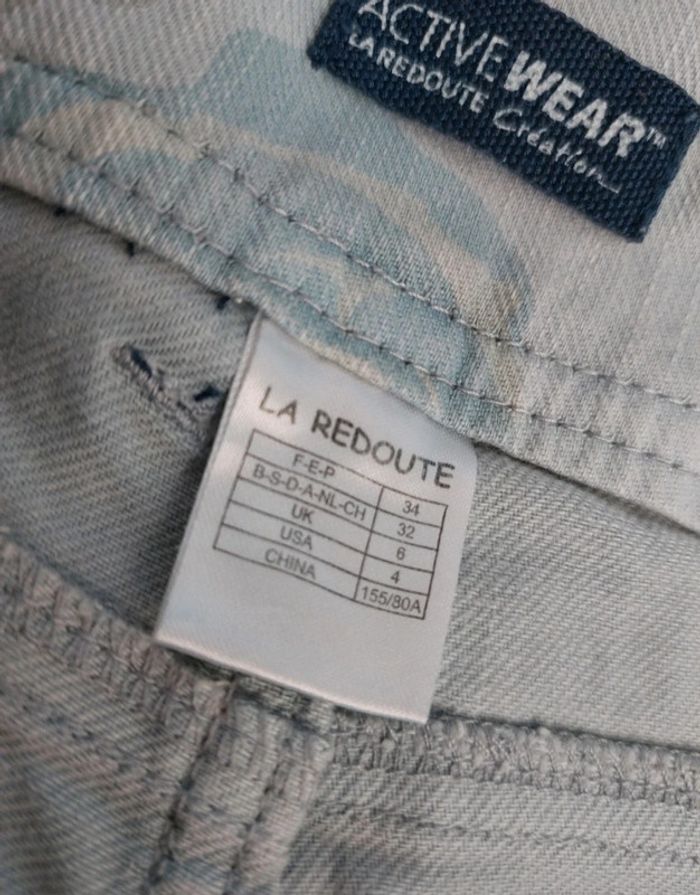 ACTIVE WEAR™
LA REDOUTE Création
LA REDOUTE
F-E-P 34
B-S-D-A-NL-CH 32
UK 6
USA 4
CHINA 155/80A